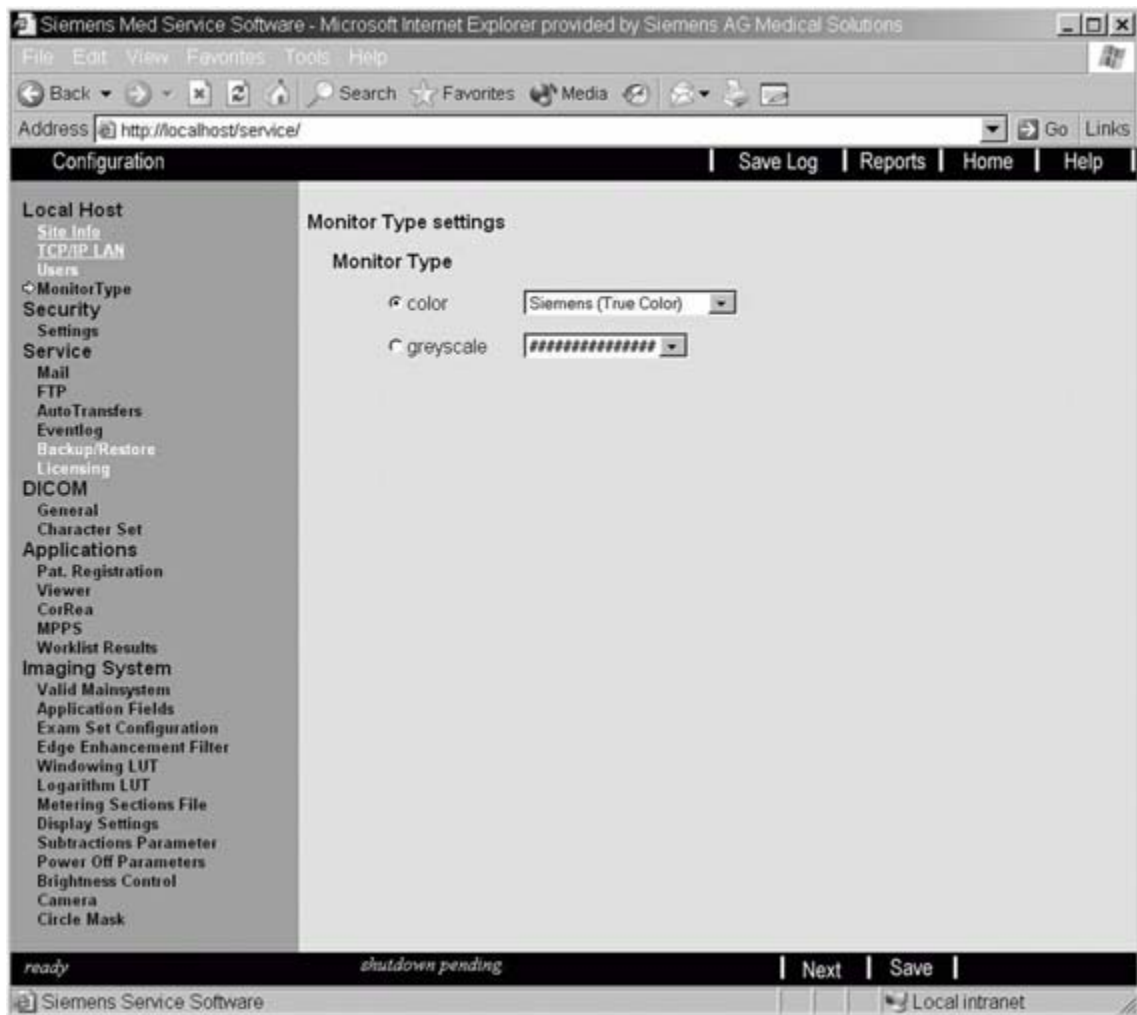 Siemens Med Service Software - Microsoft Internet Explorer provided by Siemens AG Medical Solutions
File Edit View Favorites Tools Help
Back Search Favorites Media
Address http://localhost/service/ Go Links
Configuration | Save Log | Reports | Home | Help |
Local Host
Site Info
TCP/IP LAN
Users
MonitorType
Security
Settings
Service
Mail
FTP
AutoTransfers
Eventlog
Backup/Restore
Licensing
DICOM
General
Character Set
Applications
Pat. Registration
Viewer
CorRea
MPPS
Worklist Results
Imaging System
Valid Mainsystem
Application Fields
Exam Set Configuration
Edge Enhancement Filter
Windowing LUT
Logarithm LUT
Metering Sections File
Display Settings
Subtractions Parameter
Power Off Parameters
Brightness Control
Camera
Circle Mask
Monitor Type settings
Monitor Type
color Siemens (True Color)
greyscale ###############
ready shutdown pending | Next | Save |
Siemens Service Software Local intranet